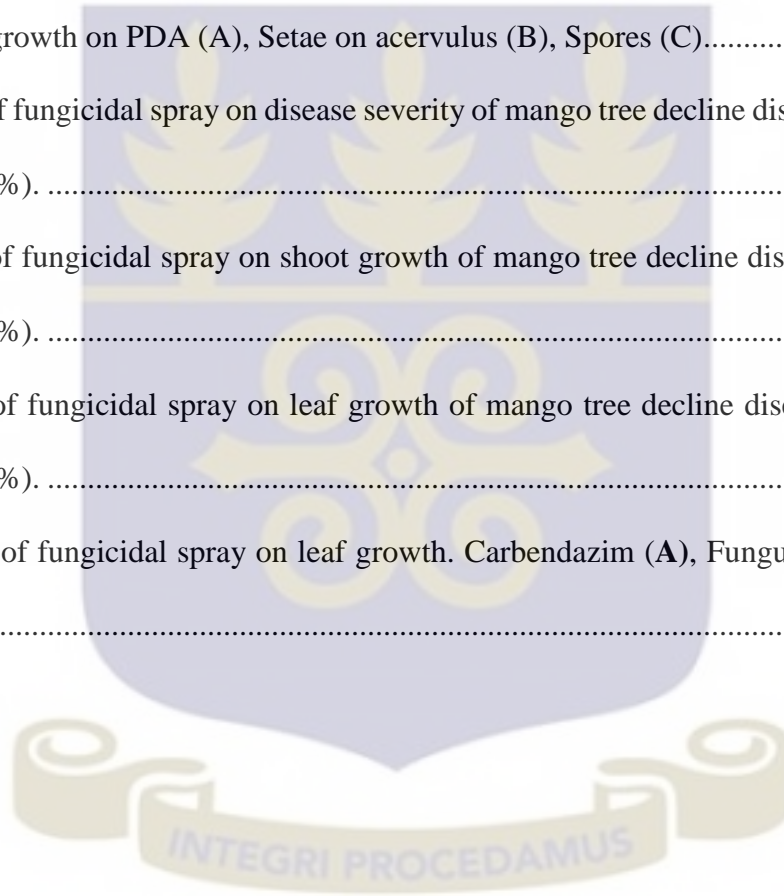 growth on PDA (A), Setae on acervulus (B), Spores (C)..........
f fungicidal spray on disease severity of mango tree decline dis
%). ................................................................................
of fungicidal spray on shoot growth of mango tree decline dis
%). ................................................................................
of fungicidal spray on leaf growth of mango tree decline dise
%). ................................................................................
of fungicidal spray on leaf growth. Carbendazim (A), Fungu
................................................................................
INTEGRI PROCEDAMUS